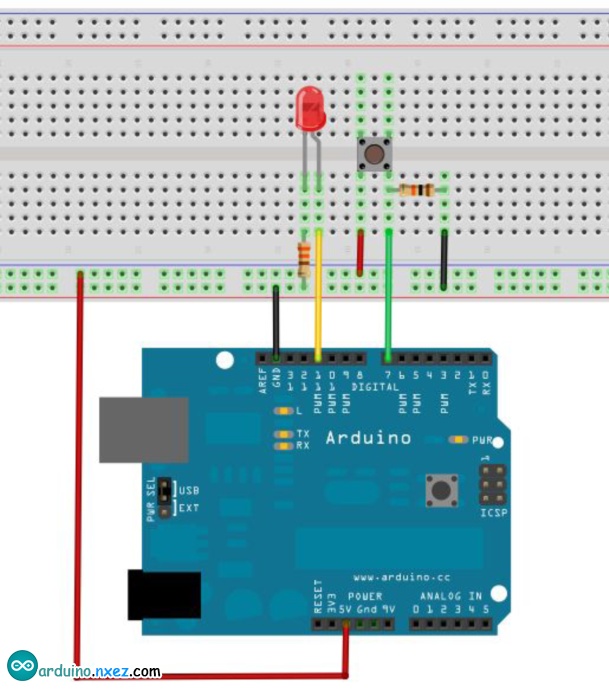 AREF
GND
13
12
11
10
9
8
7
6
5
4
3
2
TX 1
RX 0
PWM
PWM
PWM
PWM
PWM
PWM
DIGITAL
L
TX
RX
Arduino
PWR
1
PWR SEL
USB
EXT
ICSP
www.arduino.cc
RESET
3V3
POWER
5V Gnd 9V
ANALOG IN
0 1 2 3 4 5
arduino.nxez.com